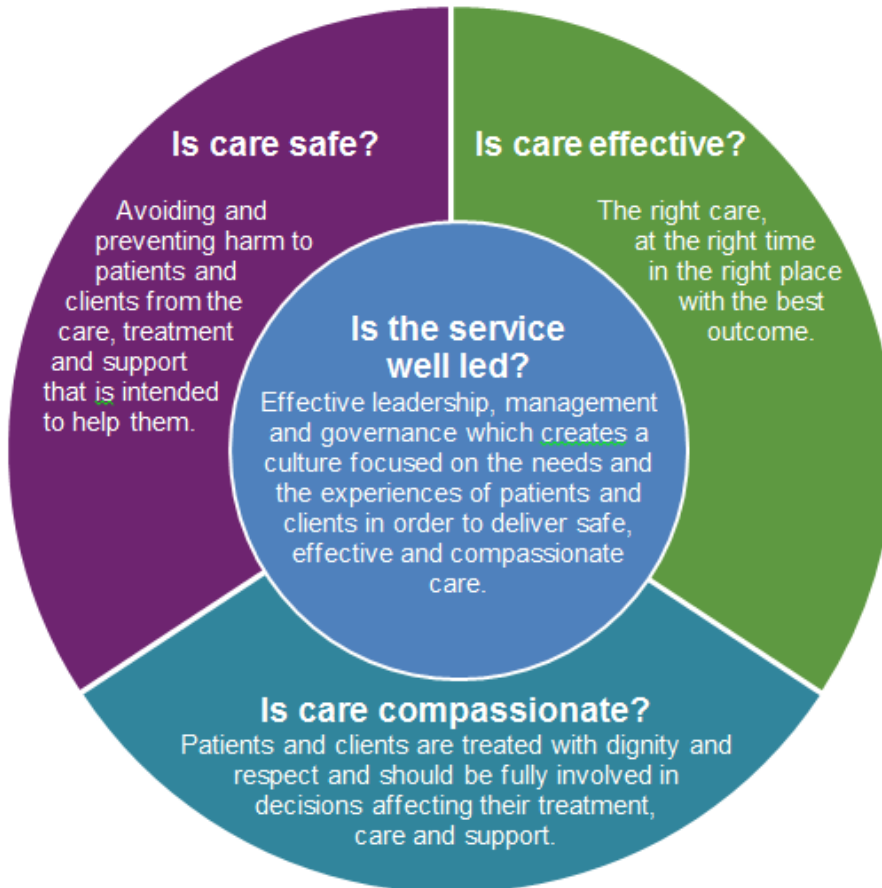 Is care safe?
Avoiding and
preventing harm to
patients and
clients from the
care, treatment
and support
that is intended
to help them.
Is care effective?
The right care,
at the right time
in the right place
with the best
outcome.
Is the service
well led?
Effective leadership, management
and governance which creates a
culture focused on the needs and
the experiences of patients and
clients in order to deliver safe,
effective and compassionate
care.
Is care compassionate?
Patients and clients are treated with dignity and
respect and should be fully involved in
decisions affecting their treatment,
care and support.